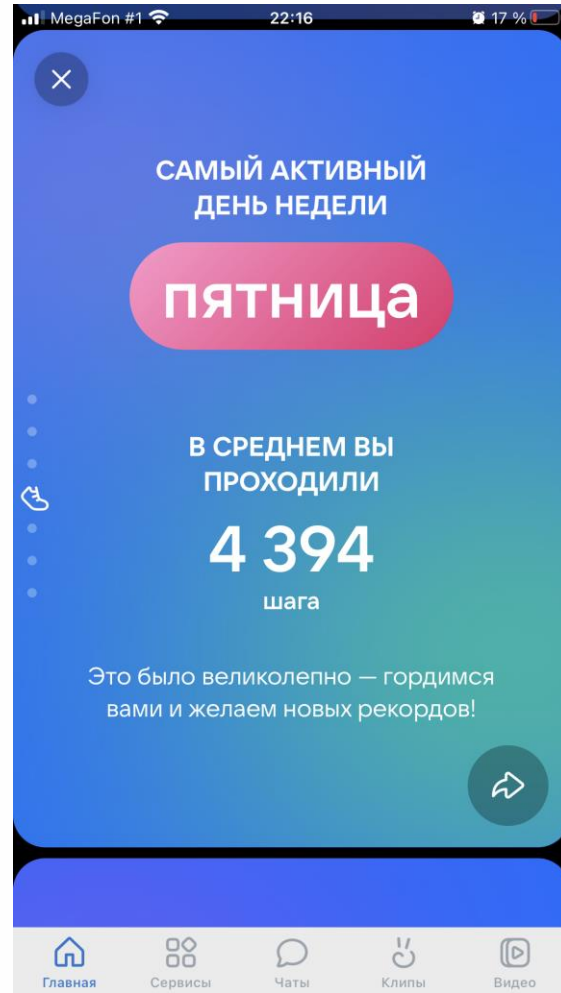 MegaFon #1 22:16 17 %
САМЫЙ АКТИВНЫЙ
ДЕНЬ НЕДЕЛИ
пятница
В СРЕДНЕМ ВЫ
ПРОХОДИЛИ
4 394
шага
Это было великолепно — гордимся
вами и желаем новых рекордов!
Главная Сервисы Чаты Клипы Видео